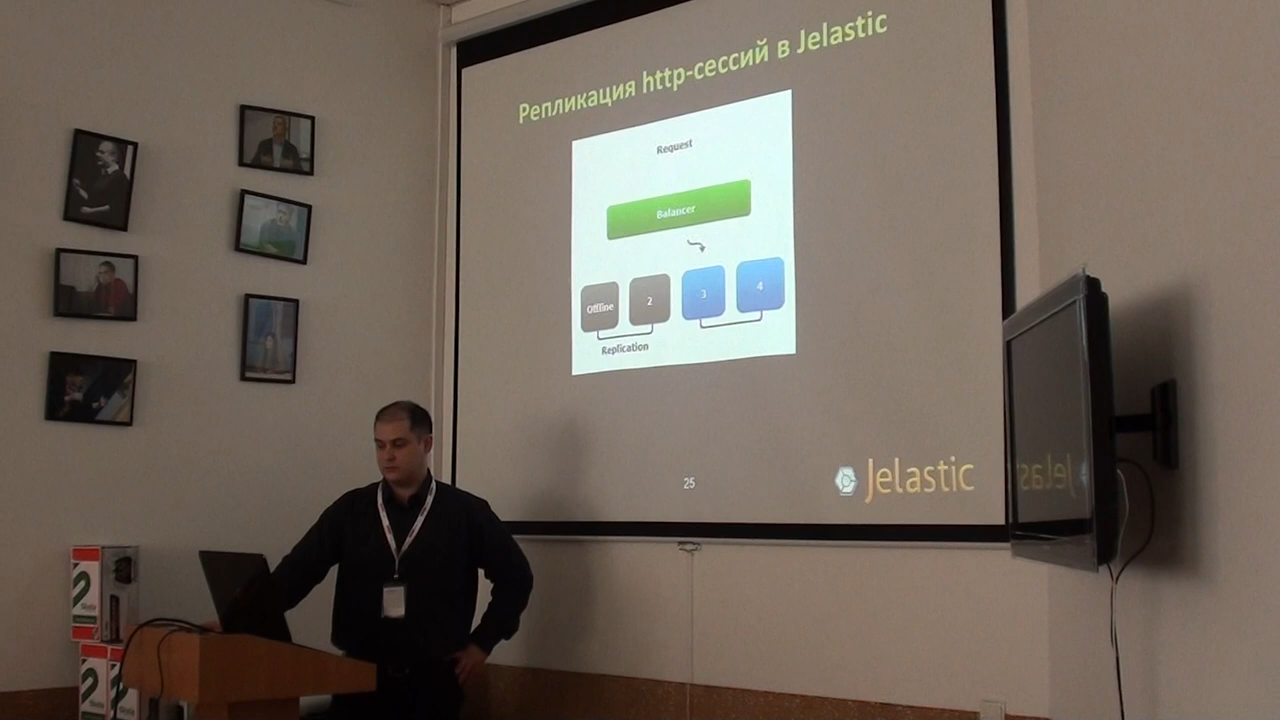 Репликация http-сессий в Jelastic
Request
Balancer
Offline
2
3
4
Replication
25
Jelastic